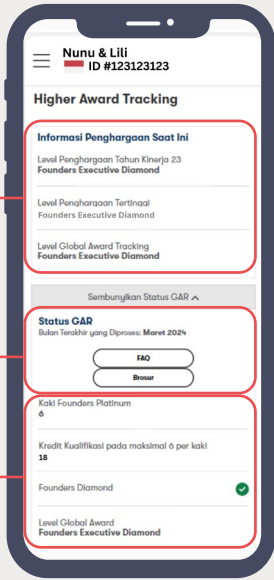 Nunu & Lili
ID #123123123
Higher Award Tracking
Informasi Penghargaan Saat Ini
Level Penghargaan Tahun Kinerja 23
Founders Executive Diamond
Level Penghargaan Tertinggi
Founders Executive Diamond
Level Global Award Tracking
Founders Executive Diamond
Sembunyikan Status GAR
Status GAR
Bulan Terakhir yang Diproses: Maret 2024
FAQ
Brosur
Kaki Founders Platinum
6
Kredit Kualifikasi pada maksimal 6 per kaki
18
Founders Diamond
Level Global Award
Founders Executive Diamond